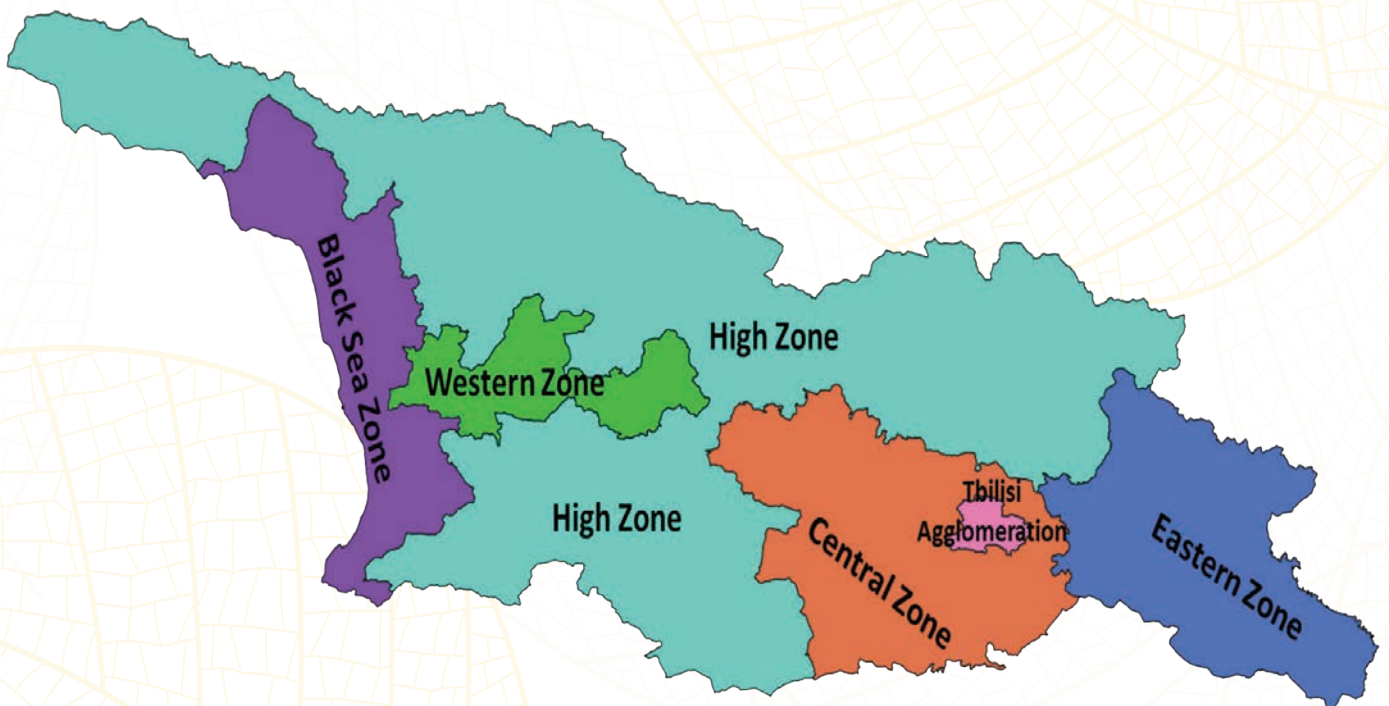 Black Sea Zone
Western Zone
High Zone
High Zone
Central Zone
Tbilisi
Agglomeration
Eastern Zone